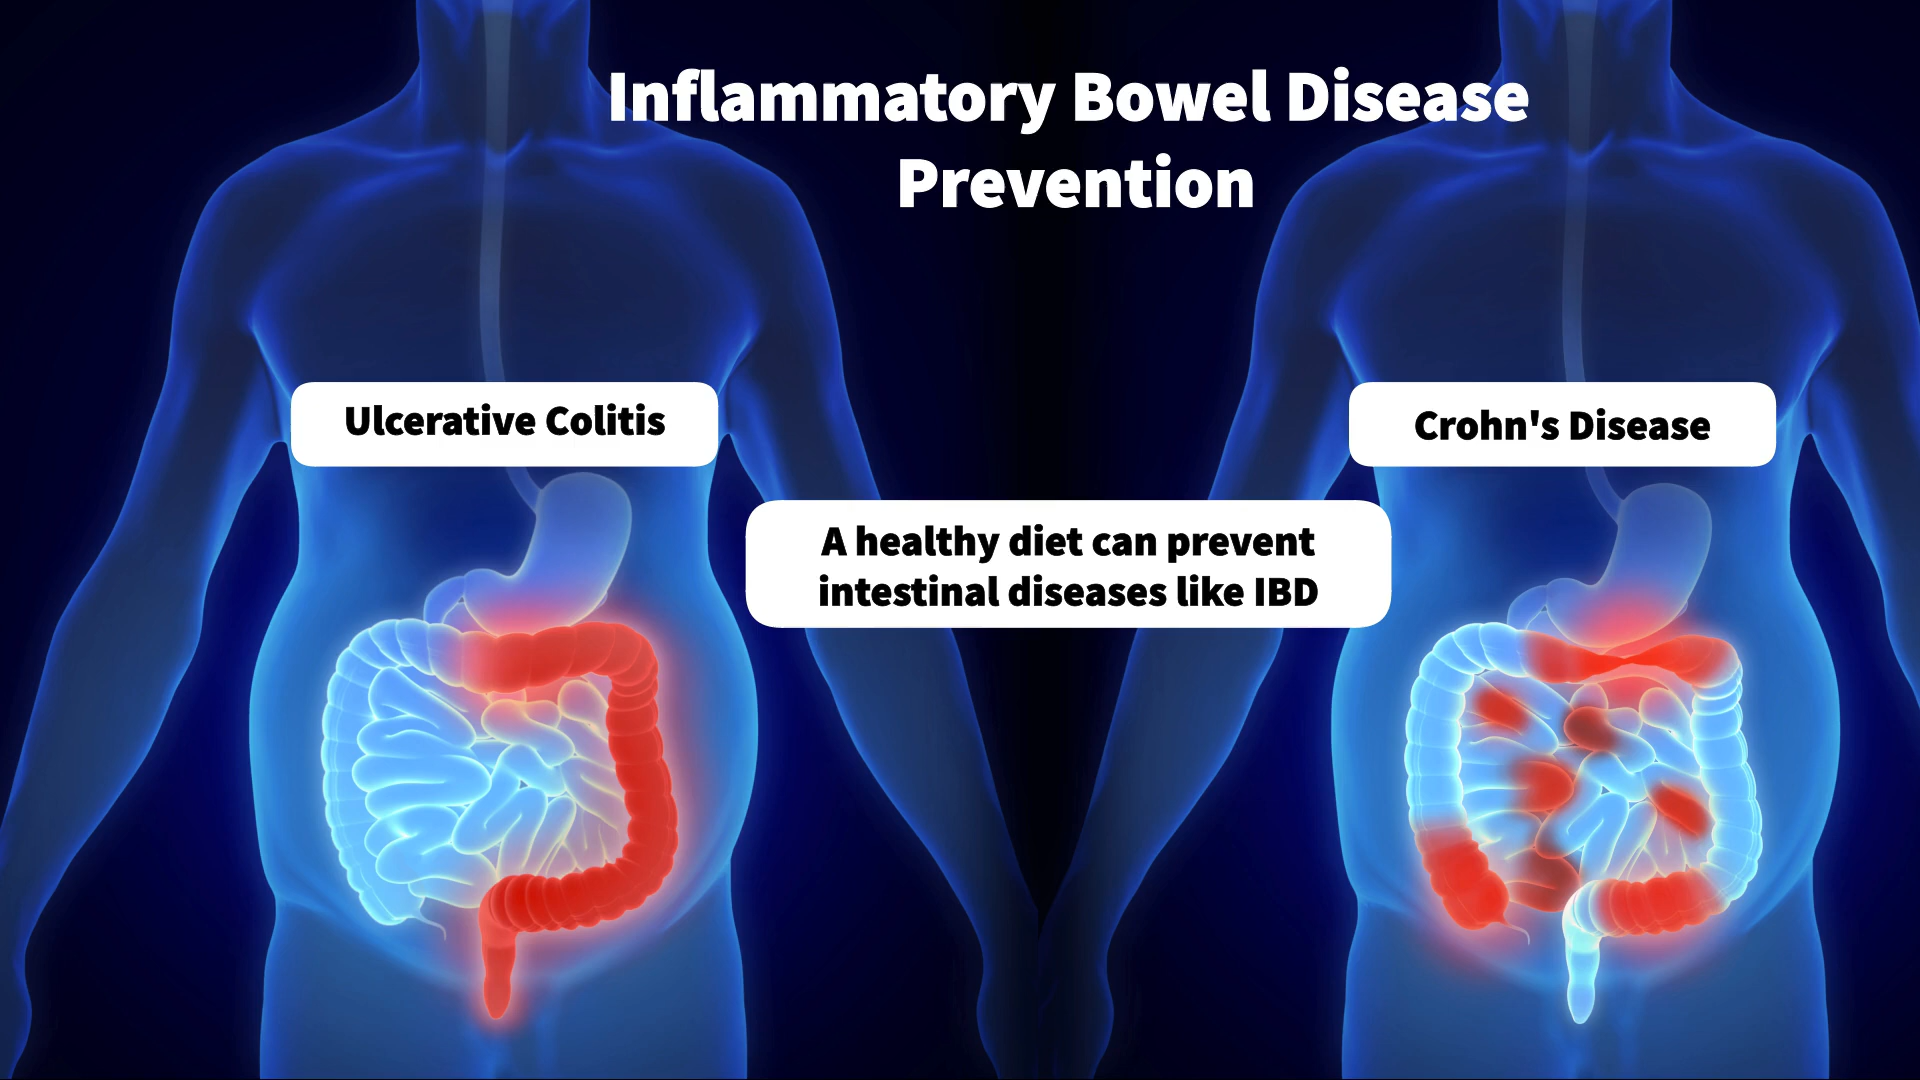 Inflammatory Bowel Disease
Prevention
Ulcerative Colitis
Crohn's Disease
A healthy diet can prevent
intestinal diseases like IBD